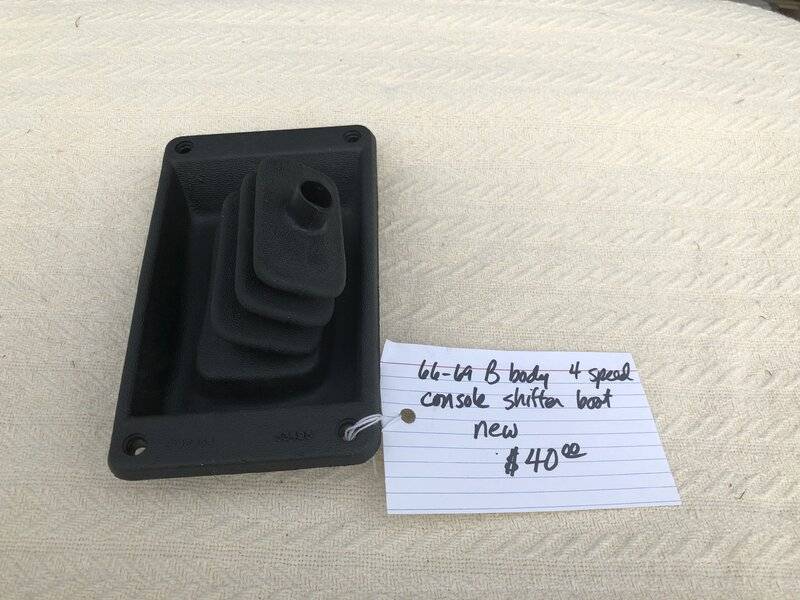 66-69 B body 4 speed
console shifter boot
new
$40.00